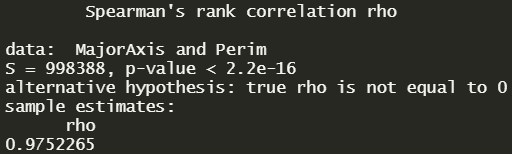 Spearman's rank correlation rho
data:  MajorAxis and Perim
S = 998388, p-value < 2.2e-16
alternative hypothesis: true rho is not equal to 0
sample estimates:
rho
0.9752265